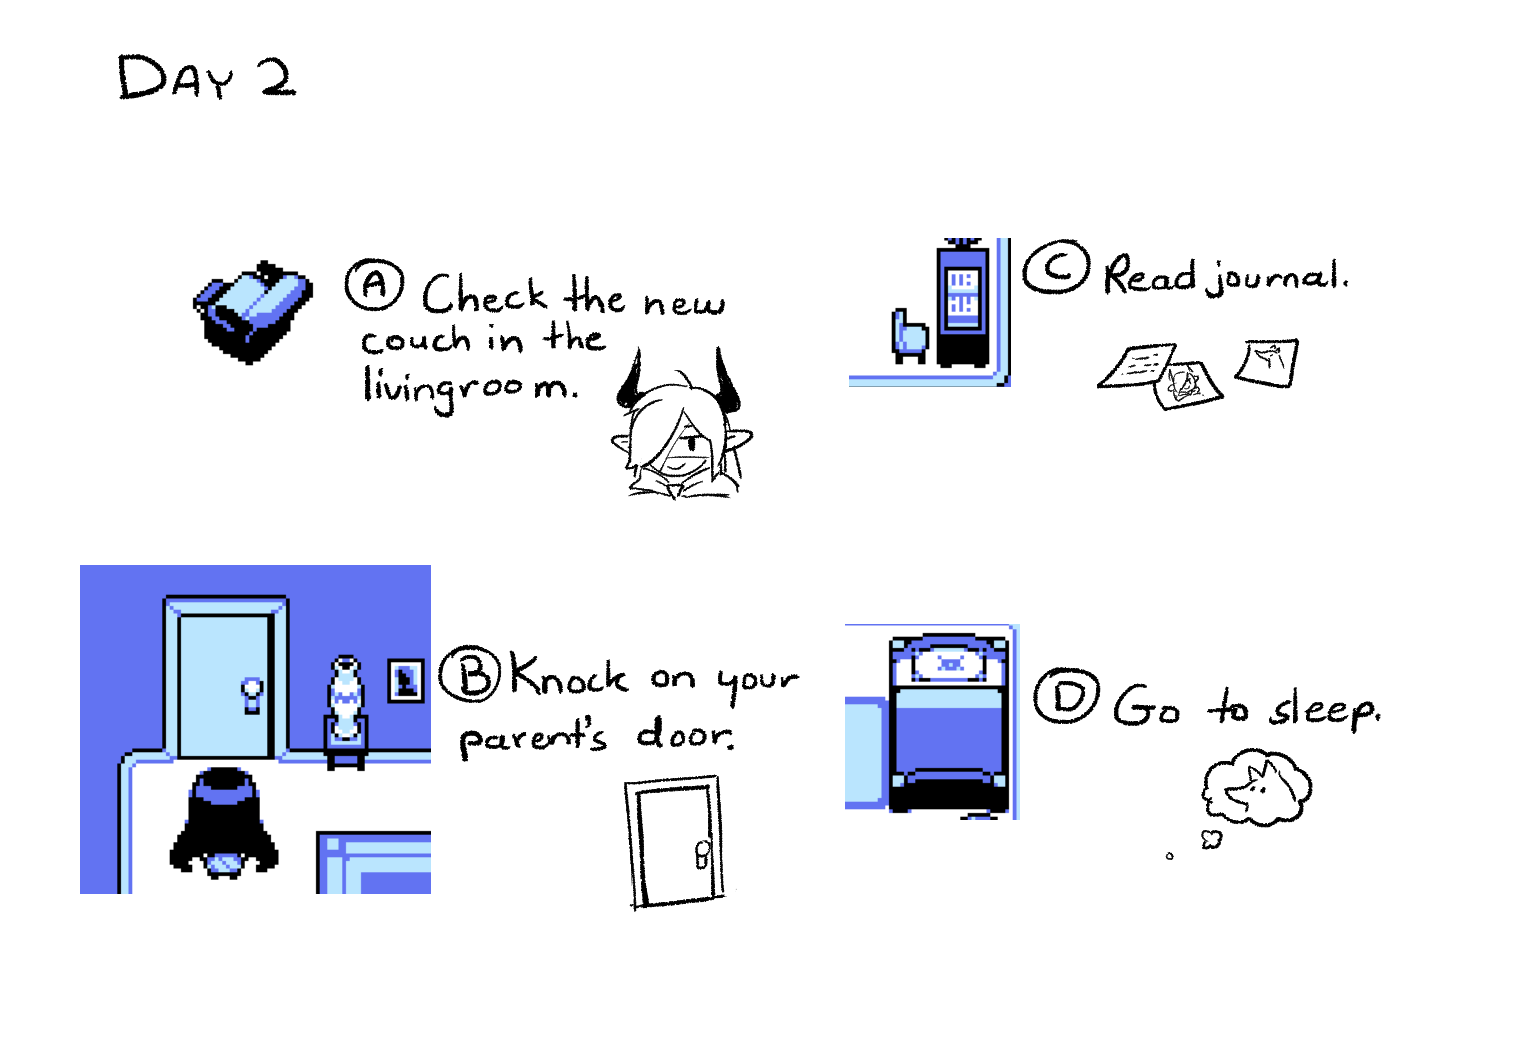 DAY 2
A Check the new
couch in the
livingroom.
B Knock on your
parent's door.
C Read journal.
D Go to sleep.